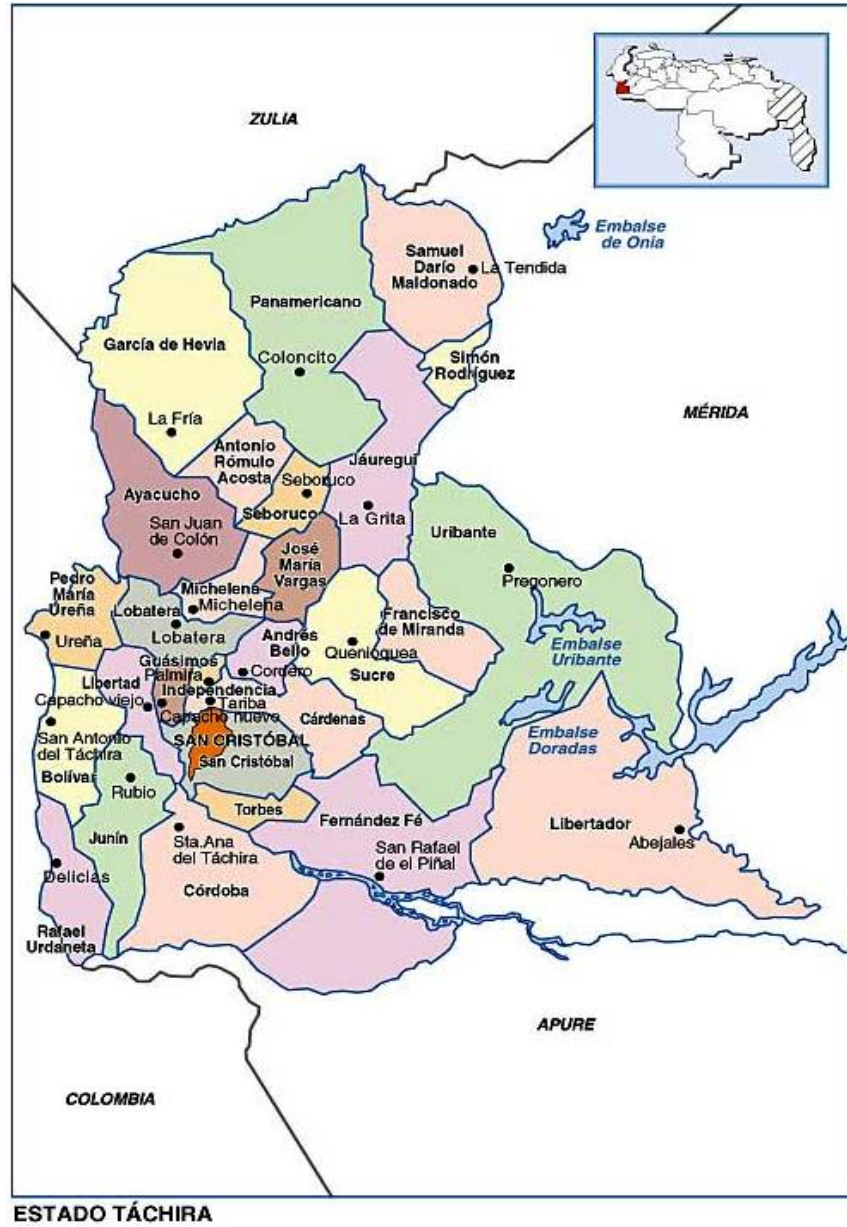 ZULIA
Embalse
de Onia
Samuel
Darío
Maldonado
La Tendida
Panamericano
García de Hevia
Coloncito
Simón
Rodríguez
MÉRIDA
La Fría
Antonio
Rómulo
Acosta
Jáuregui
Seboruco
Ayacucho
Seboruco
La Grita
Uribante
San Juan
de Colón
José
María
Vargas
Pedro
María
Ureña
Michelena
Michelena
Pregonero
Lobatera
Lobatera
Francisco
de Miranda
Ureña
Andrés
Bello
Quenioquea
Embalse
Uribante
Guásimos
Palmira
Cordero
Sucre
Libertad
Independencia
Capacho viejo
Tariba
Capacho nuevo
Cárdenas
San Antonio
del Táchira
SAN CRISTÓBAL
San Cristóbal
Embalse
Doradas
Bolívar
Rubio
Torbes
Fernández Fé
Libertador
Junín
Sta. Ana
del Táchira
San Rafael
de el Piñal
Abejales
Delicias
Córdoba
Rafael
Urdaneta
APURE
COLOMBIA
ESTADO TÁCHIRA